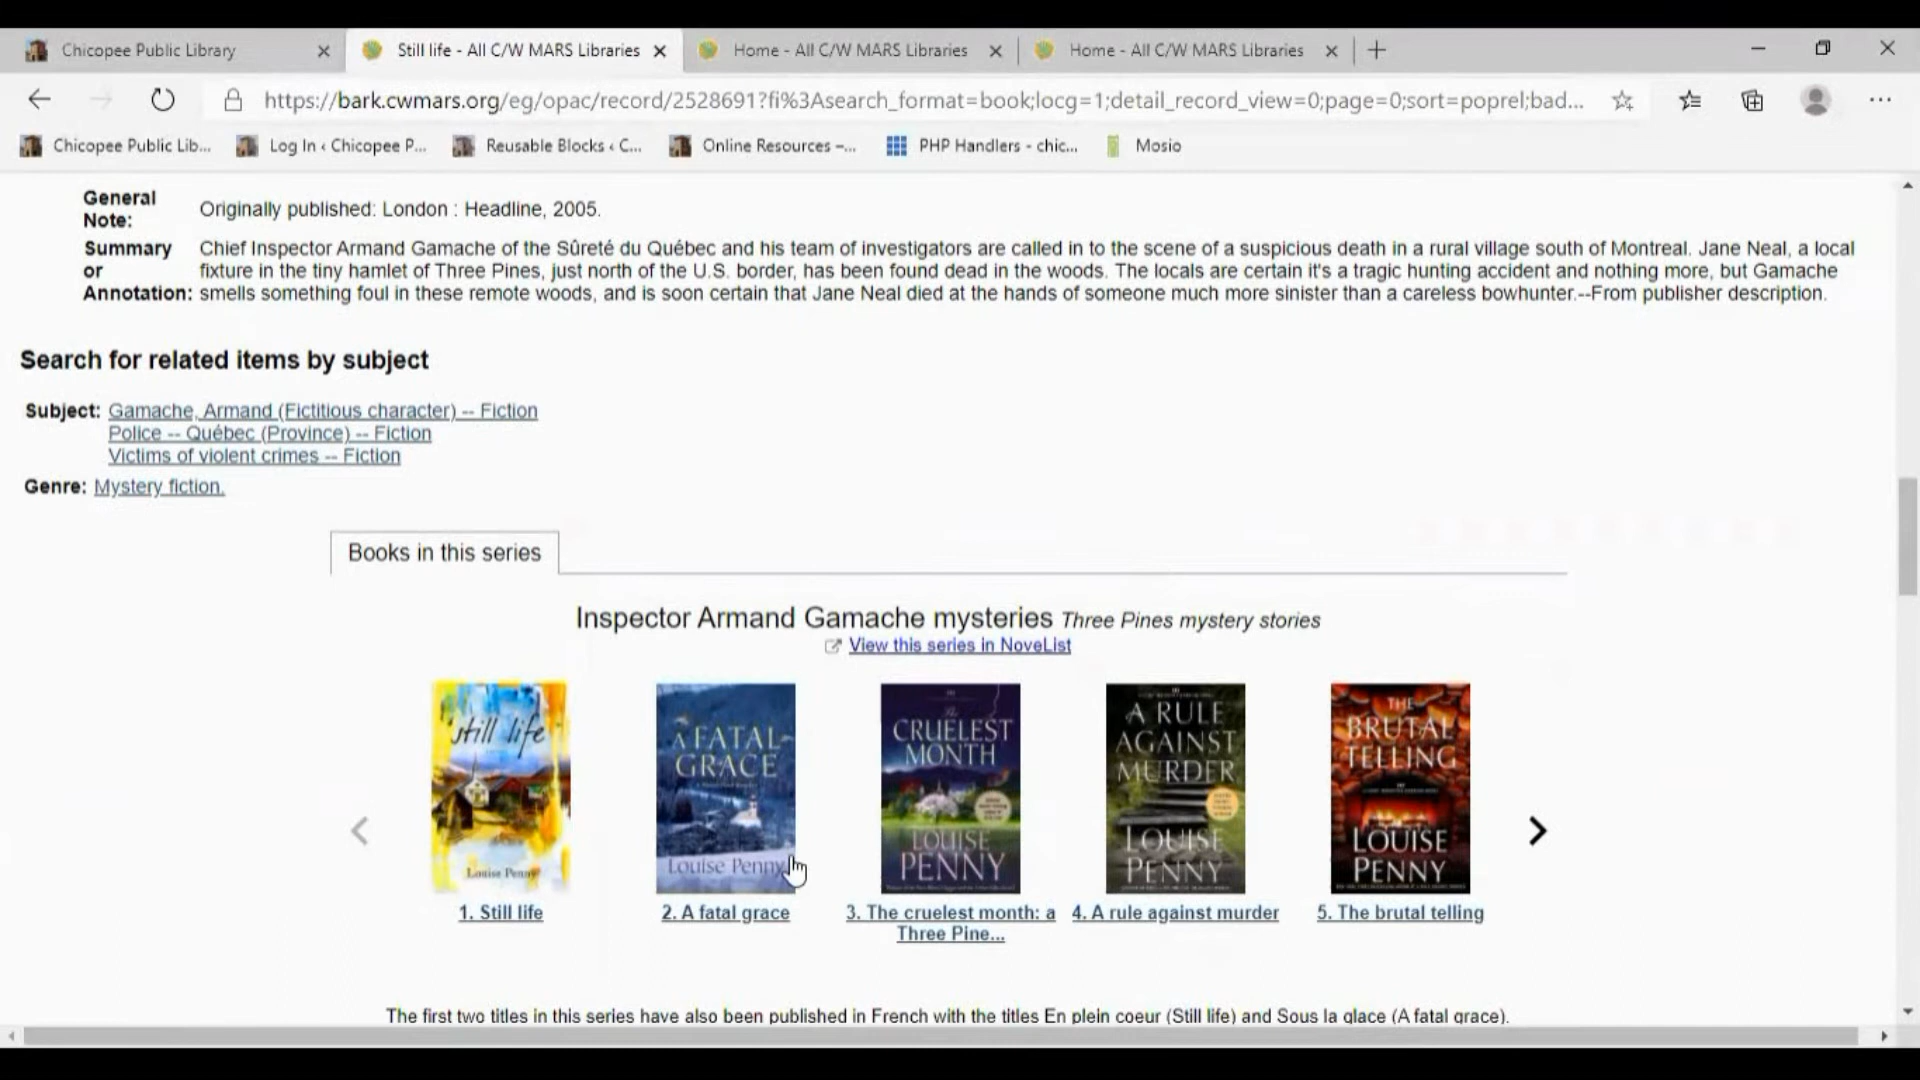 Chicopee Public Library
Still life - All C/W MARS Libraries
Home - All C/W MARS Libraries
Home - All C/W MARS Libraries
https://bark.cwmars.org/eg/opac/record/2528691?fi%3Asearch_format=book;locg=1;detail_record_view=0;page=0;sort=poprel;bad...
Chicopee Public Lib...
Log In ‹ Chicopee P...
Reusable Blocks ‹ C...
Online Resources –...
PHP Handlers - chic...
Mosio
General Note: Originally published: London : Headline, 2005.
Summary or Annotation: Chief Inspector Armand Gamache of the Sûreté du Québec and his team of investigators are called in to the scene of a suspicious death in a rural village south of Montreal. Jane Neal, a local
fixture in the tiny hamlet of Three Pines, just north of the U.S. border, has been found dead in the woods. The locals are certain it's a tragic hunting accident and nothing more, but Gamache
smells something foul in these remote woods, and is soon certain that Jane Neal died at the hands of someone much more sinister than a careless bowhunter.--From publisher description.
Search for related items by subject
Subject: Gamache, Armand (Fictitious character) -- Fiction
Police -- Québec (Province) -- Fiction
Victims of violent crimes -- Fiction
Genre: Mystery fiction.
Books in this series
Inspector Armand Gamache mysteries Three Pines mystery stories
View this series in NoveList
still life
Louise Penny
A FATAL
GRACE
Louise Penny
The
CRUELEST
MONTH
LOUISE
PENNY
A RULE
AGAINST
MURDER
LOUISE
PENNY
THE
BRUTAL
TELLING
LOUISE
PENNY
1. Still life
2. A fatal grace
3. The cruelest month: a
Three Pine...
4. A rule against murder
5. The brutal telling
The first two titles in this series have also been published in French with the titles En plein coeur (Still life) and Sous la glace (A fatal grace).